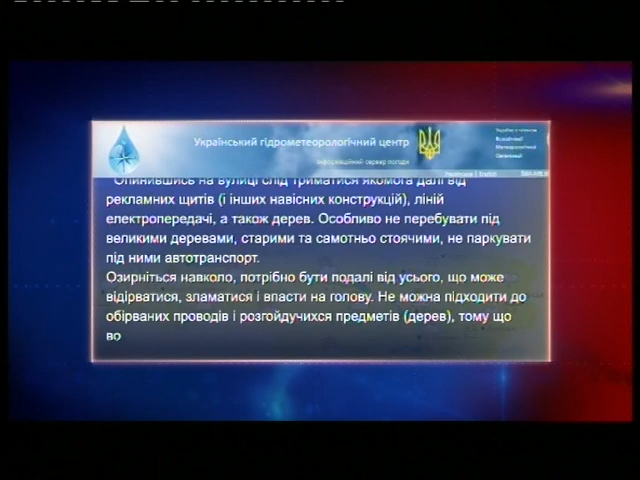 Український гідрометеорологічний центр
Інформаційний сервер погоди
Опинившись на вулиці слід триматися якомога далі від
рекламних щитів (і інших навісних конструкцій), ліній
електропередачі, а також дерев. Особливо не перебувати під
великими деревами, старими та самотньо стоячими, не паркувати
під ними автотранспорт.
Озирніться навколо, потрібно бути подалі від усього, що може
відірватися, зламатися і впасти на голову. Не можна підходити до
обірваних проводів і розгойдучихся предметів (дерев), тому що
во